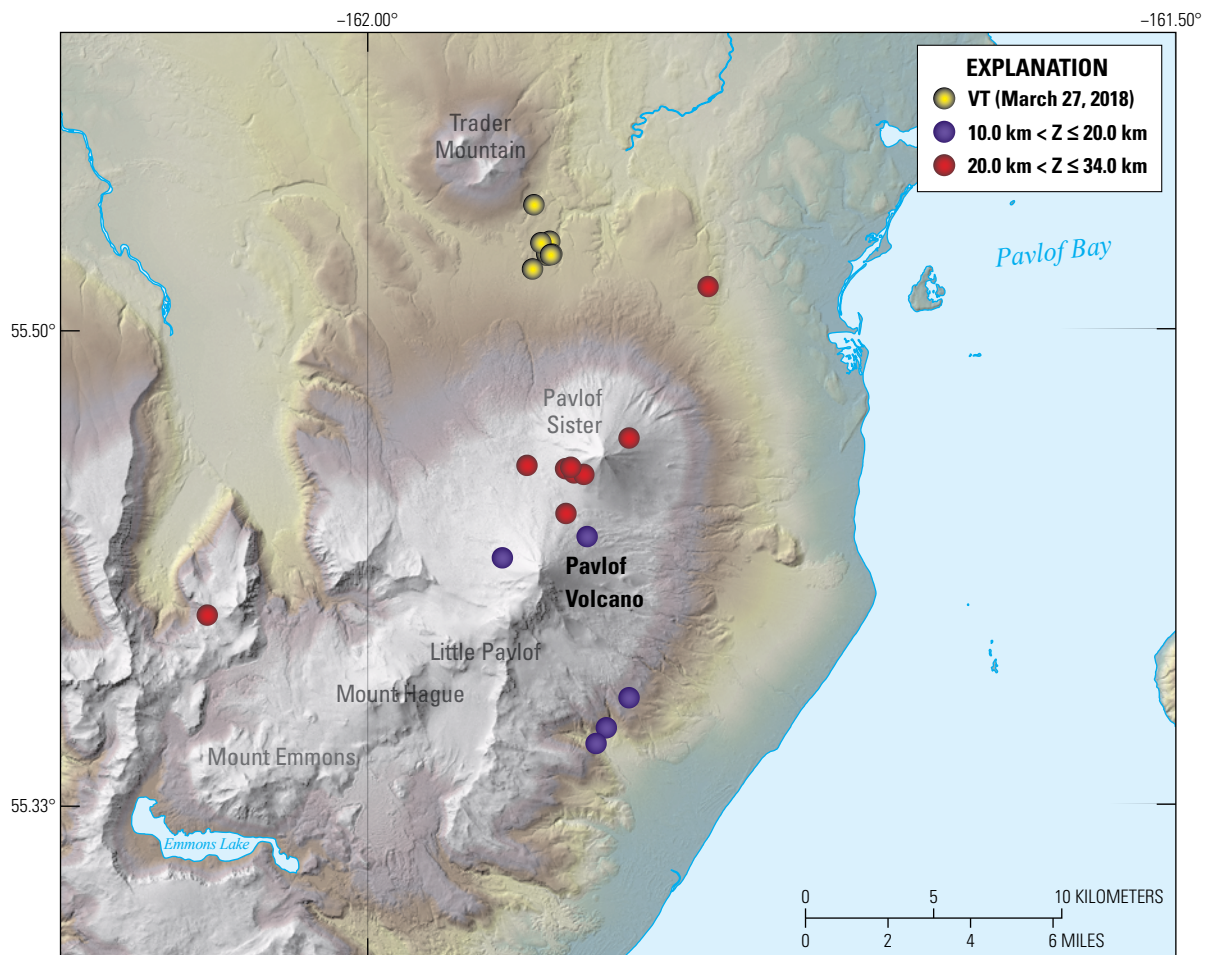 −162.00°
−161.50°
EXPLANATION
VT (March 27, 2018)
10.0 km < Z ≤ 20.0 km
20.0 km < Z ≤ 34.0 km
Trader
Mountain
Pavlof Bay
55.50°
Pavlof
Sister
Pavlof
Volcano
Little Pavlof
Mount Hague
Mount Emmons
55.33°
Emmons Lake
0 5 10 KILOMETERS
0 2 4 6 MILES